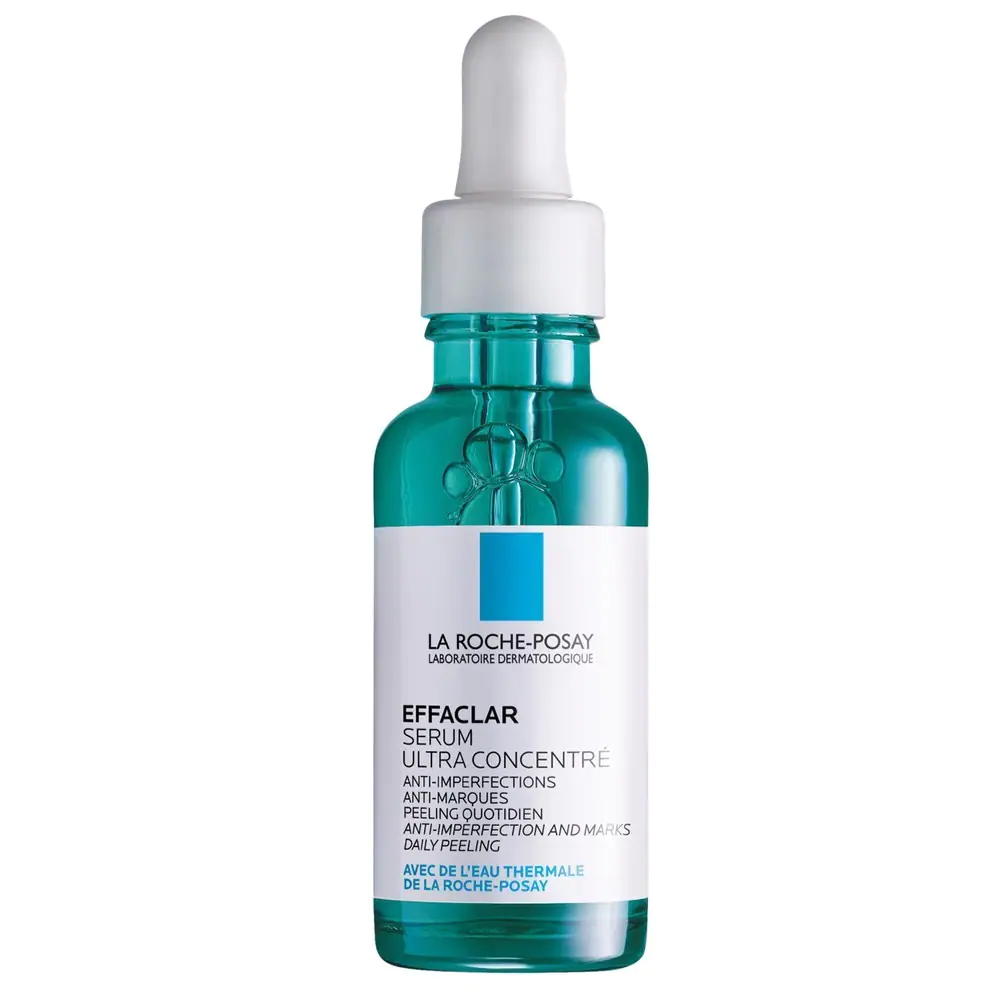 LA ROCHE-POSAY
LABORATOIRE DERMATOLOGIQUE
EFFACLAR
SERUM
ULTRA CONCENTRÉ
ANTI-IMPERFECTIONS
ANTI-MARQUES
PEELING QUOTIDIEN
ANTI-IMPERFECTION AND MARKS
DAILY PEELING
AVEC DE L'EAU THERMALE
DE LA ROCHE-POSAY